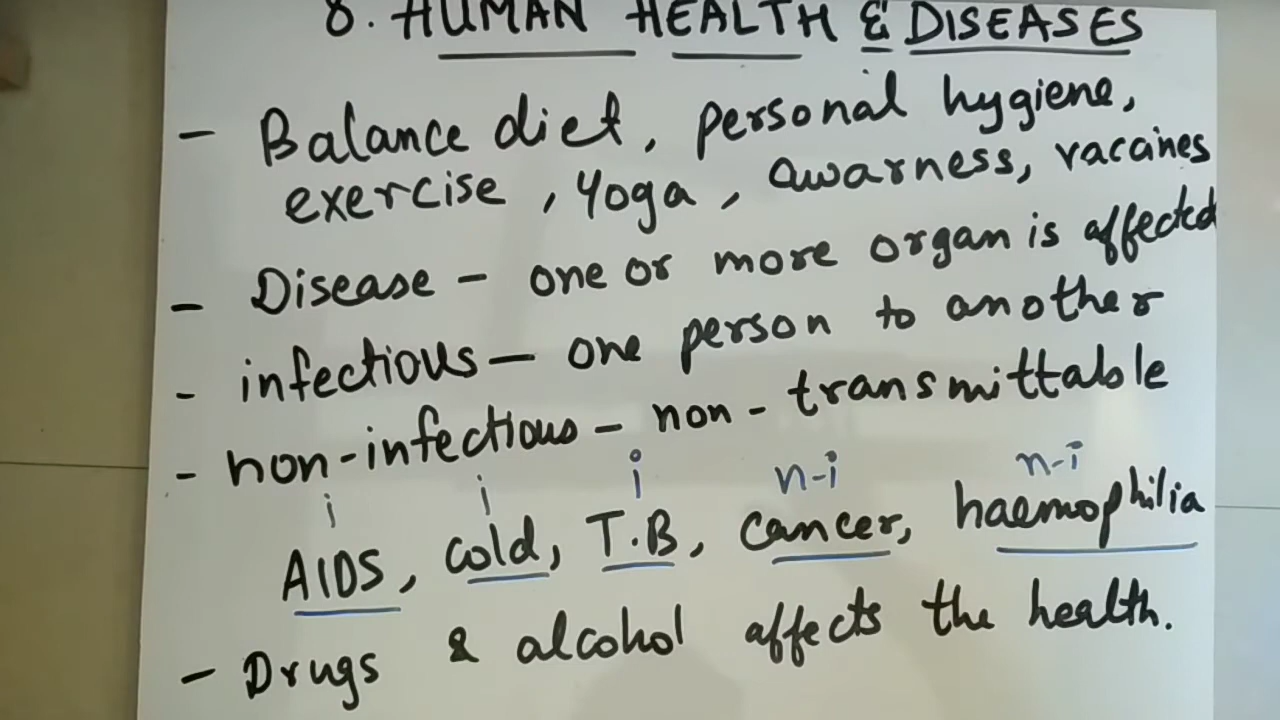 8. HUMAN HEALTH & DISEASES
- Balance diet, personal hygiene,
exercise, Yoga, awarness, vaccines
- Disease - one or more organ is affected
- infectious - one person to another
- non-infectious - non-transmittable
i i i n-i n-i
AIDS, cold, T.B, cancer, haemophilia
- Drugs & alcohol affects the health.